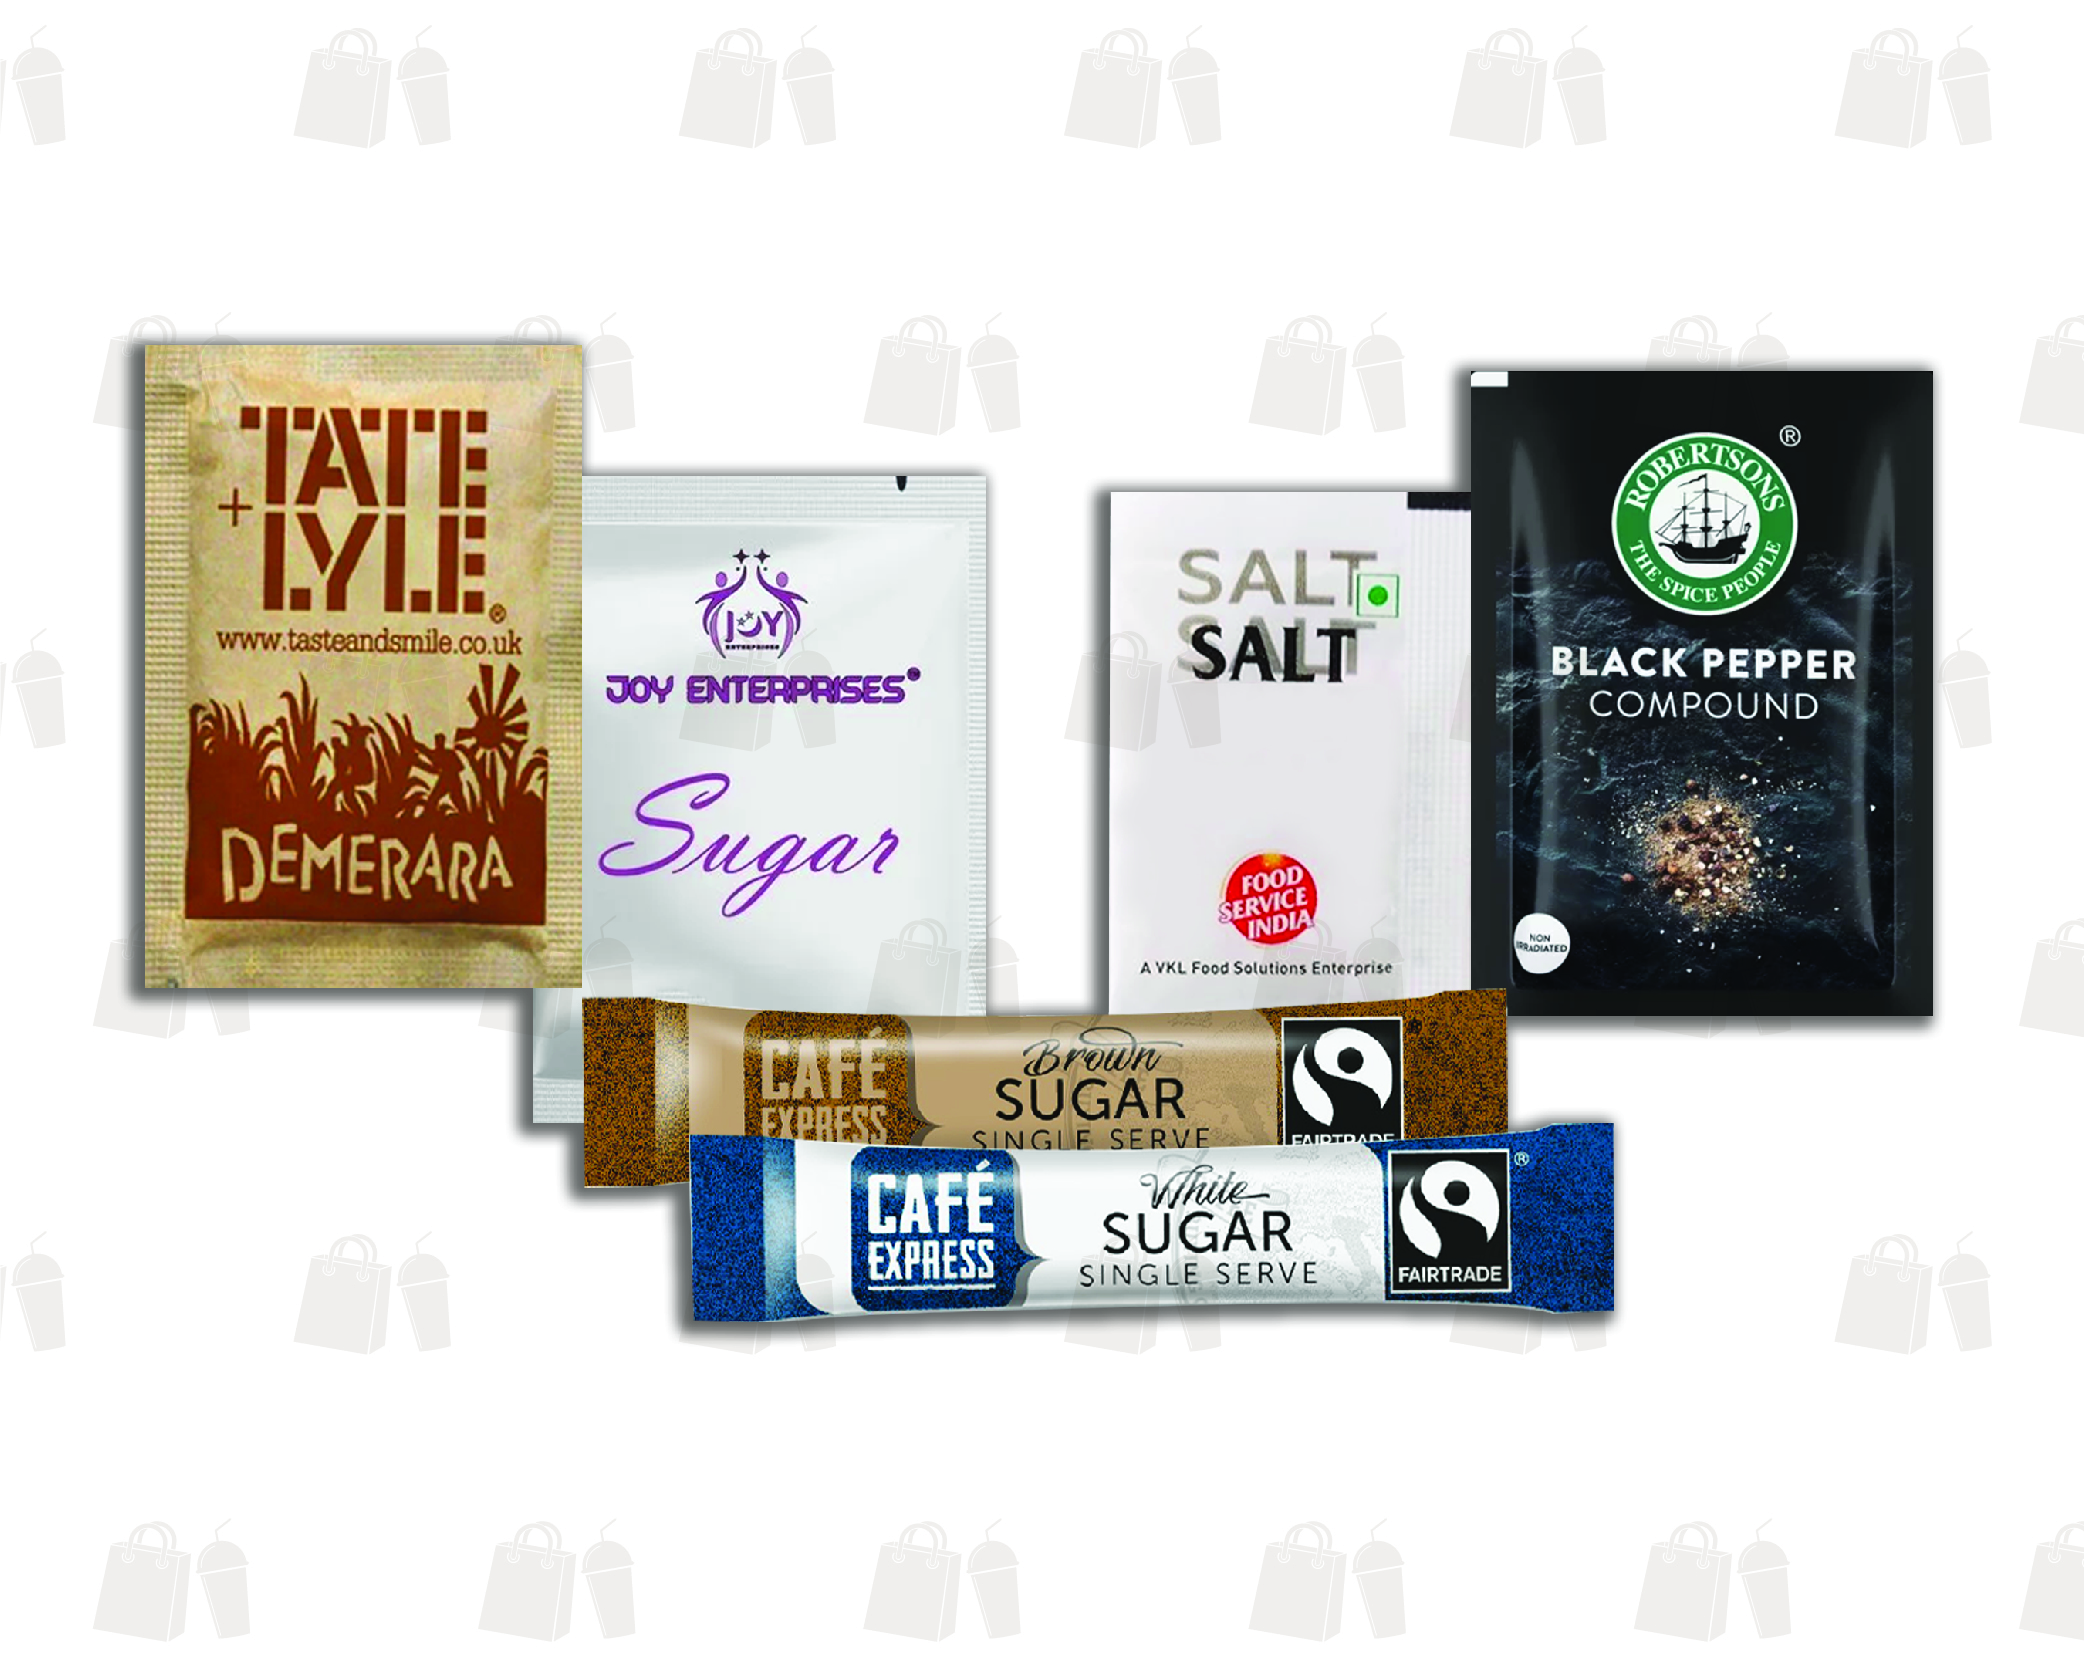 TATE
+LYLE®
www.tasteandsmile.co.uk
DEMERARA
JOY
ENTERPRISES
JOY ENTERPRISES®
Sugar
SALT
SALT
SALT
FOOD
SERVICE
INDIA
A VKL Food Solutions Enterprise
ROBERTSONS ®
THE SPICE PEOPLE
BLACK PEPPER
COMPOUND
NON
IRRADIATED
CAFÉ
EXPRESS
Brown
SUGAR
SINGLE SERVE
FAIRTRADE
CAFÉ
EXPRESS
White
SUGAR
SINGLE SERVE
FAIRTRADE
®